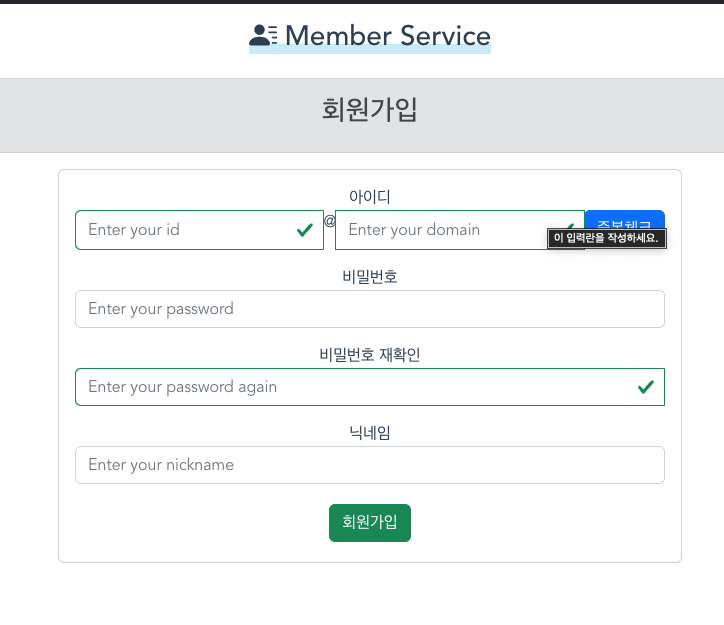 Member Service
회원가입
아이디
Enter your id @ Enter your domain
이 입력란을 작성하세요.
비밀번호
Enter your password
비밀번호 재확인
Enter your password again
닉네임
Enter your nickname
회원가입